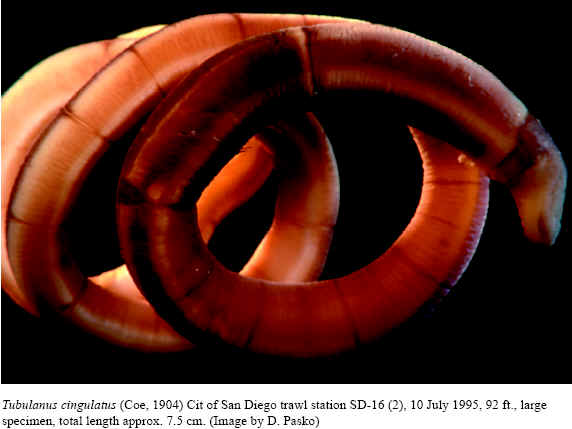 Tubulanus cingulatus (Coe, 1904) Cit of San Diego trawl station SD-16 (2), 10 July 1995, 92 ft., large
specimen, total length approx. 7.5 cm. (Image by D. Pasko)